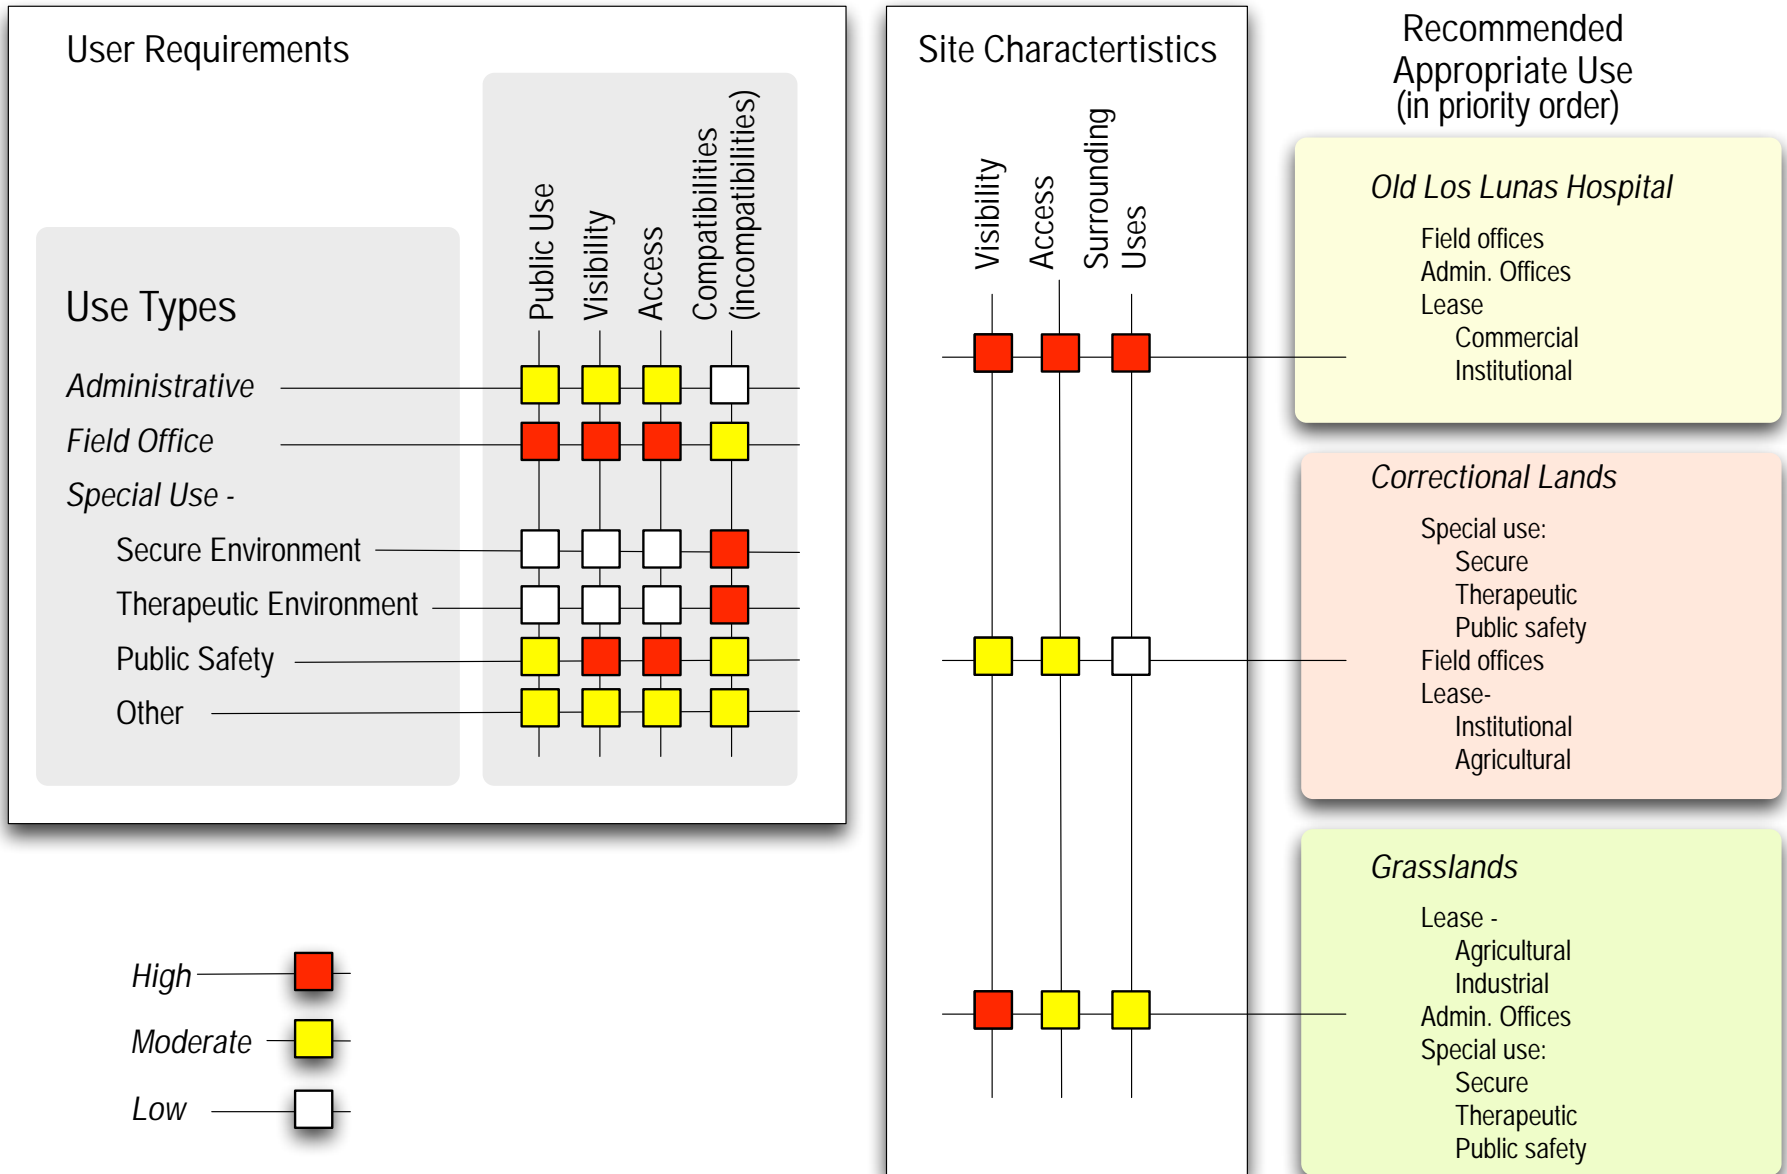 User Requirements
Public Use
Visibility
Access
Compatibilities
(incompatibilities)
Use Types
Administrative
Field Office
Special Use -
Secure Environment
Therapeutic Environment
Public Safety
Other
High
Moderate
Low
Site Charactertistics
Visibility
Access
Surrounding
Uses
Recommended
Appropriate Use
(in priority order)
Old Los Lunas Hospital
Field offices
Admin. Offices
Lease
Commercial
Institutional
Correctional Lands
Special use:
Secure
Therapeutic
Public safety
Field offices
Lease-
Institutional
Agricultural
Grasslands
Lease -
Agricultural
Industrial
Admin. Offices
Special use:
Secure
Therapeutic
Public safety